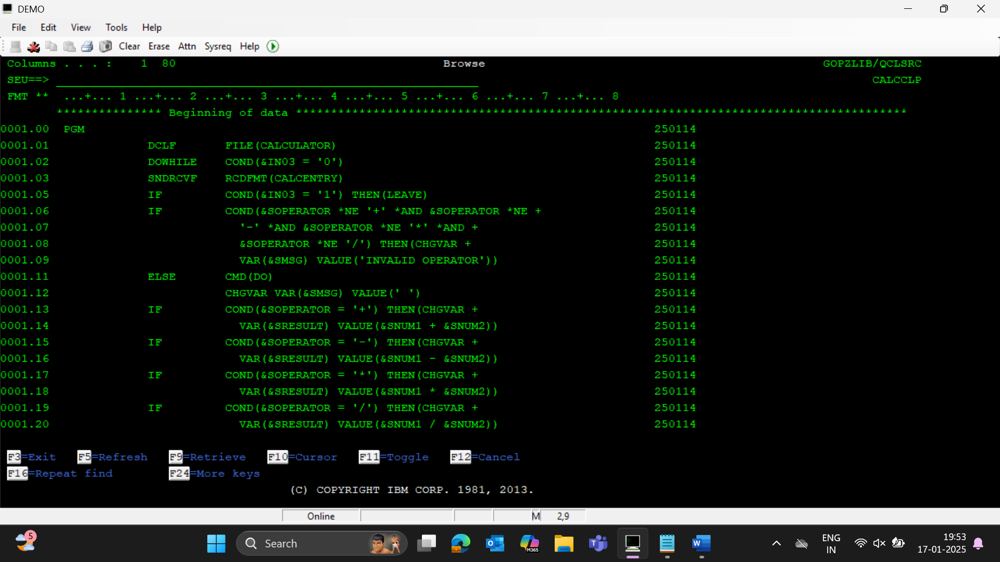 DEMO
File Edit View Tools Help
Clear Erase Attn Sysreq Help
Columns . . . :    1  80                                      Browse                                                GOPZLIB/QCLSRC
SEU==> ____________________________________________________________ CALCCLP
FMT **  ...+... 1 ...+... 2 ...+... 3 ...+... 4 ...+... 5 ...+... 6 ...+... 7 ...+... 8
*************** Beginning of data ***************************************************************************************
0001.00  PGM 250114
0001.01 DCLF FILE(CALCULATOR) 250114
0001.02 DOWHILE COND(&IN03 = '0') 250114
0001.03 SNDRCVF RCDFMT(CALCENTRY) 250114
0001.05 IF COND(&IN03 = '1') THEN(LEAVE) 250114
0001.06 IF COND(&SOPERATOR *NE '+' *AND &SOPERATOR *NE + 250114
0001.07 '-' *AND &SOPERATOR *NE '*' *AND + 250114
0001.08 &SOPERATOR *NE '/') THEN(CHGVAR + 250114
0001.09 VAR(&SMSG) VALUE('INVALID OPERATOR')) 250114
0001.11 ELSE CMD(DO) 250114
0001.12 CHGVAR VAR(&SMSG) VALUE(' ') 250114
0001.13 IF COND(&SOPERATOR = '+') THEN(CHGVAR + 250114
0001.14 VAR(&SRESULT) VALUE(&SNUM1 + &SNUM2)) 250114
0001.15 IF COND(&SOPERATOR = '-') THEN(CHGVAR + 250114
0001.16 VAR(&SRESULT) VALUE(&SNUM1 - &SNUM2)) 250114
0001.17 IF COND(&SOPERATOR = '*') THEN(CHGVAR + 250114
0001.18 VAR(&SRESULT) VALUE(&SNUM1 * &SNUM2)) 250114
0001.19 IF COND(&SOPERATOR = '/') THEN(CHGVAR + 250114
0001.20 VAR(&SRESULT) VALUE(&SNUM1 / &SNUM2)) 250114
F3=Exit F5=Refresh F9=Retrieve F10=Cursor F11=Toggle F12=Cancel
F16=Repeat find F24=More keys
(C) COPYRIGHT IBM CORP. 1981, 2013.
Online M 2,9
5 Search M365 ENG 19:53
IN 17-01-2025